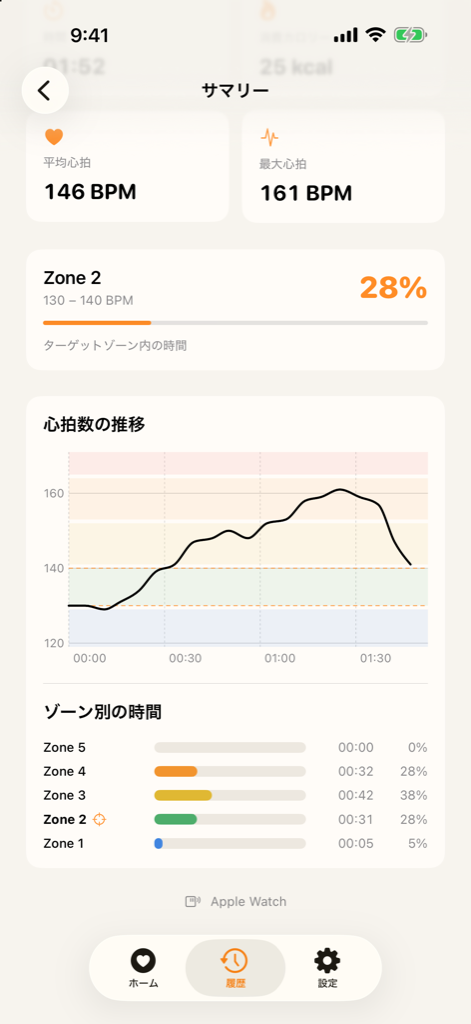 9:41
01:52
25 kcal
サマリー
平均心拍
146 BPM
最大心拍
161 BPM
Zone 2
130 – 140 BPM
28%
ターゲットゾーン内の時間
心拍数の推移
160
140
120
00:00
00:30
01:00
01:30
ゾーン別の時間
Zone 5
00:00
0%
Zone 4
00:32
28%
Zone 3
00:42
38%
Zone 2
00:31
28%
Zone 1
00:05
5%
Apple Watch
ホーム
履歴
設定